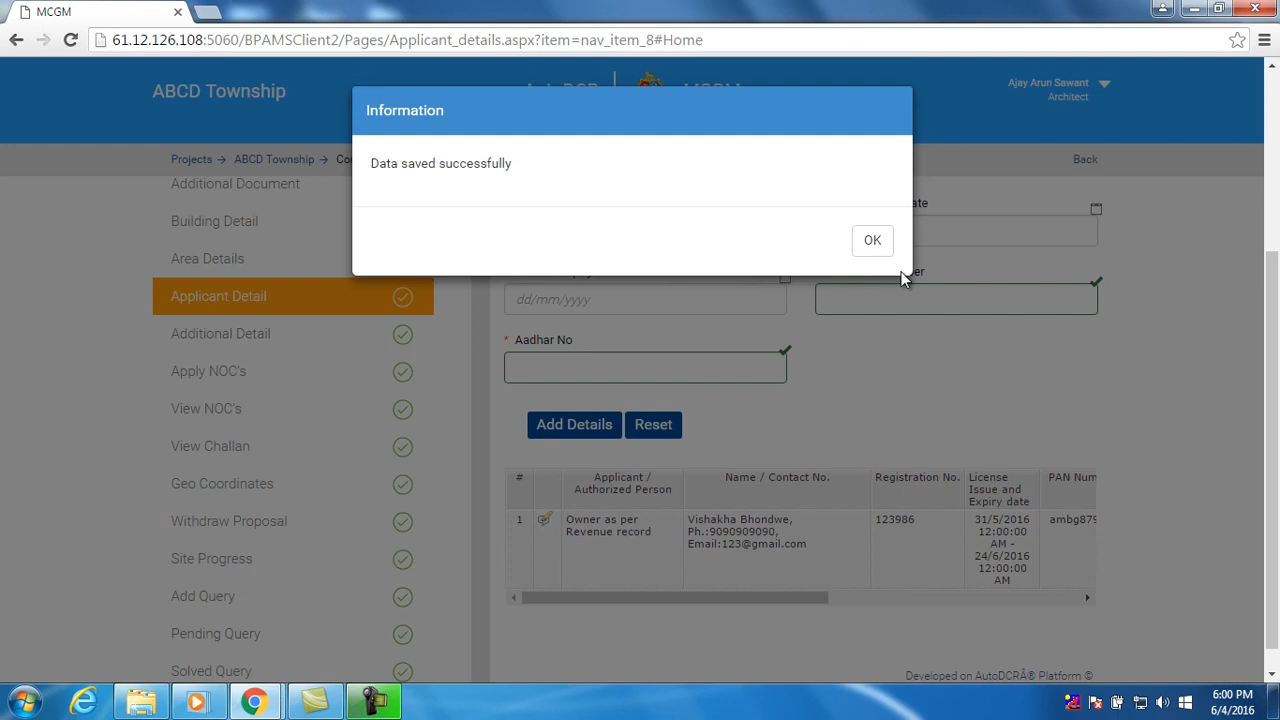 MCGM
61.12.126.108:5060/BPAMSClient2/Pages/Applicant_details.aspx?item=nav_item_8#Home
ABCD Township
Ajay Arun Sawant
Architect
Information
Data saved successfully
OK
Projects → ABCD Township →
Back
Additional Document
Building Detail
Area Details
Applicant Detail
Additional Detail
Apply NOC's
View NOC's
View Challan
Geo Coordinates
Withdraw Proposal
Site Progress
Add Query
Pending Query
Solved Query
dd/mm/yyyy
* Aadhar No
Add Details Reset
# Applicant / Authorized Person Name / Contact No. Registration No. License Issue and Expiry date PAN Num
1 Owner as per Revenue record Vishakha Bhondwe, Ph.:9090909090, Email:123@gmail.com 123986 31/5/2016 12:00:00 AM - 24/6/2016 12:00:00 AM ambg879
Developed on AutoDCRÂ® Platform ©
6:00 PM
6/4/2016